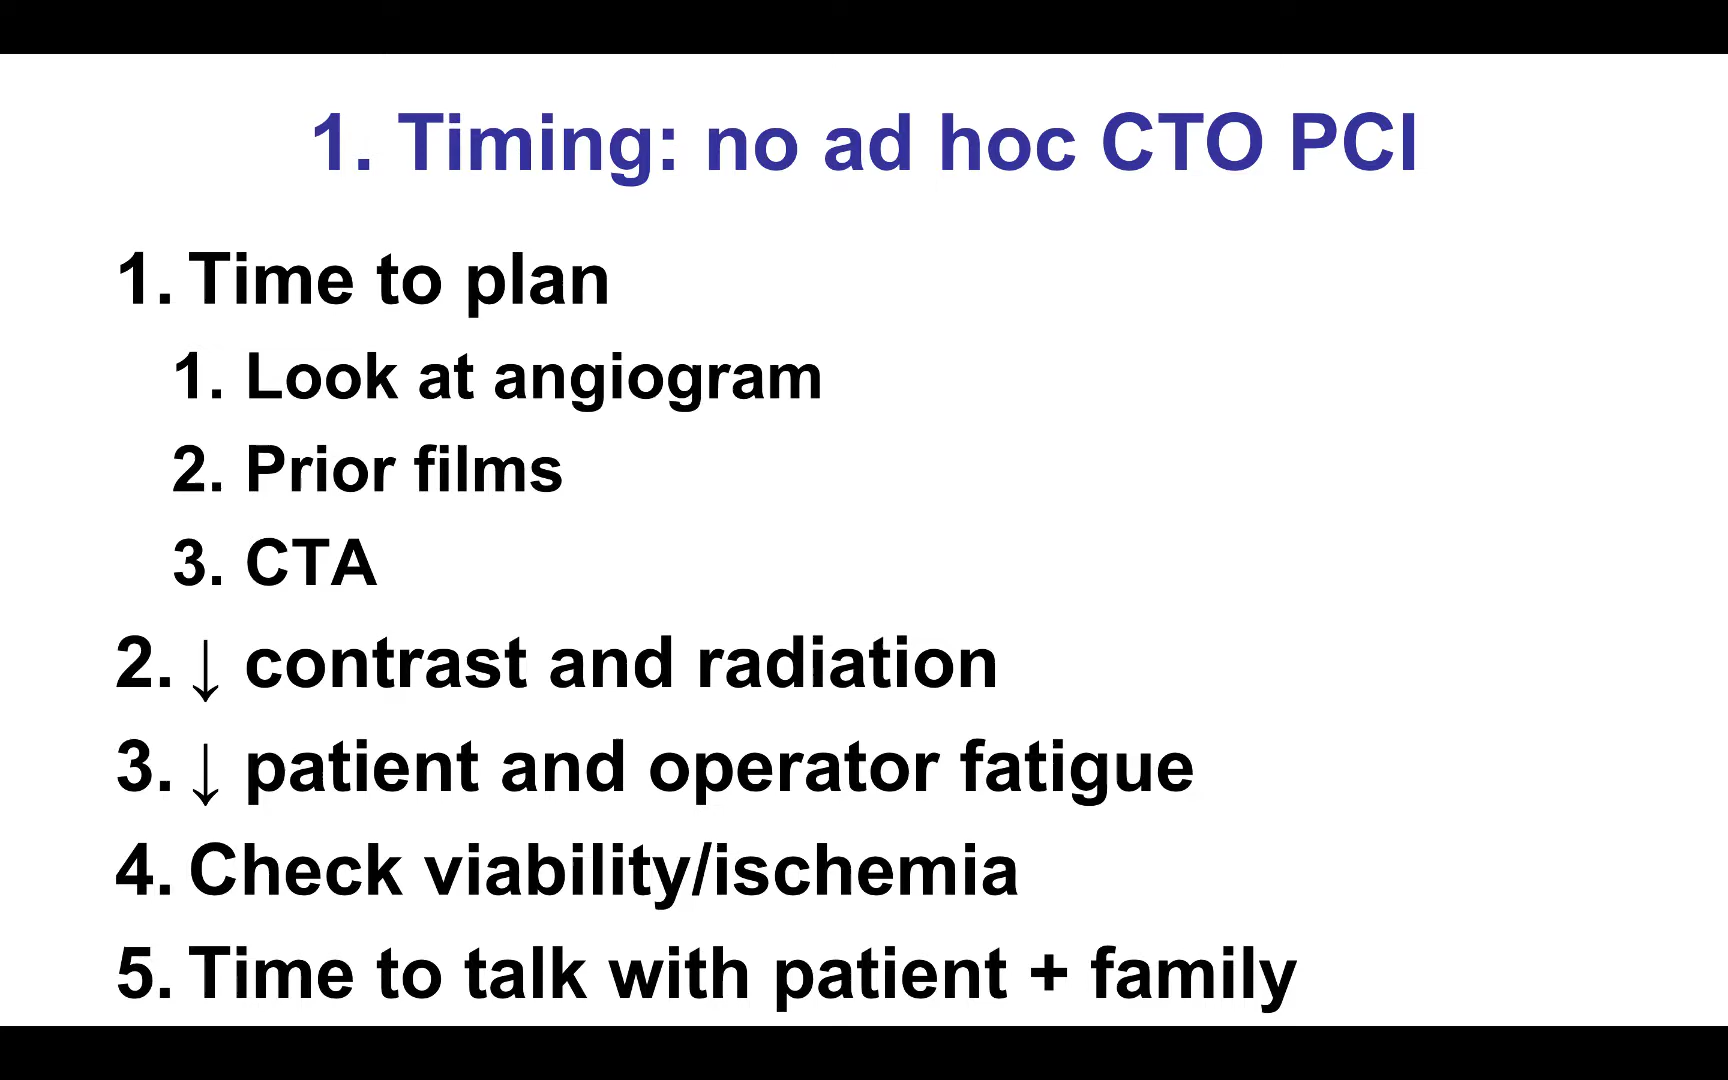 1. Timing: no ad hoc CTO PCI
1. Time to plan
1. Look at angiogram
2. Prior films
3. CTA
2. ↓ contrast and radiation
3. ↓ patient and operator fatigue
4. Check viability/ischemia
5. Time to talk with patient + family